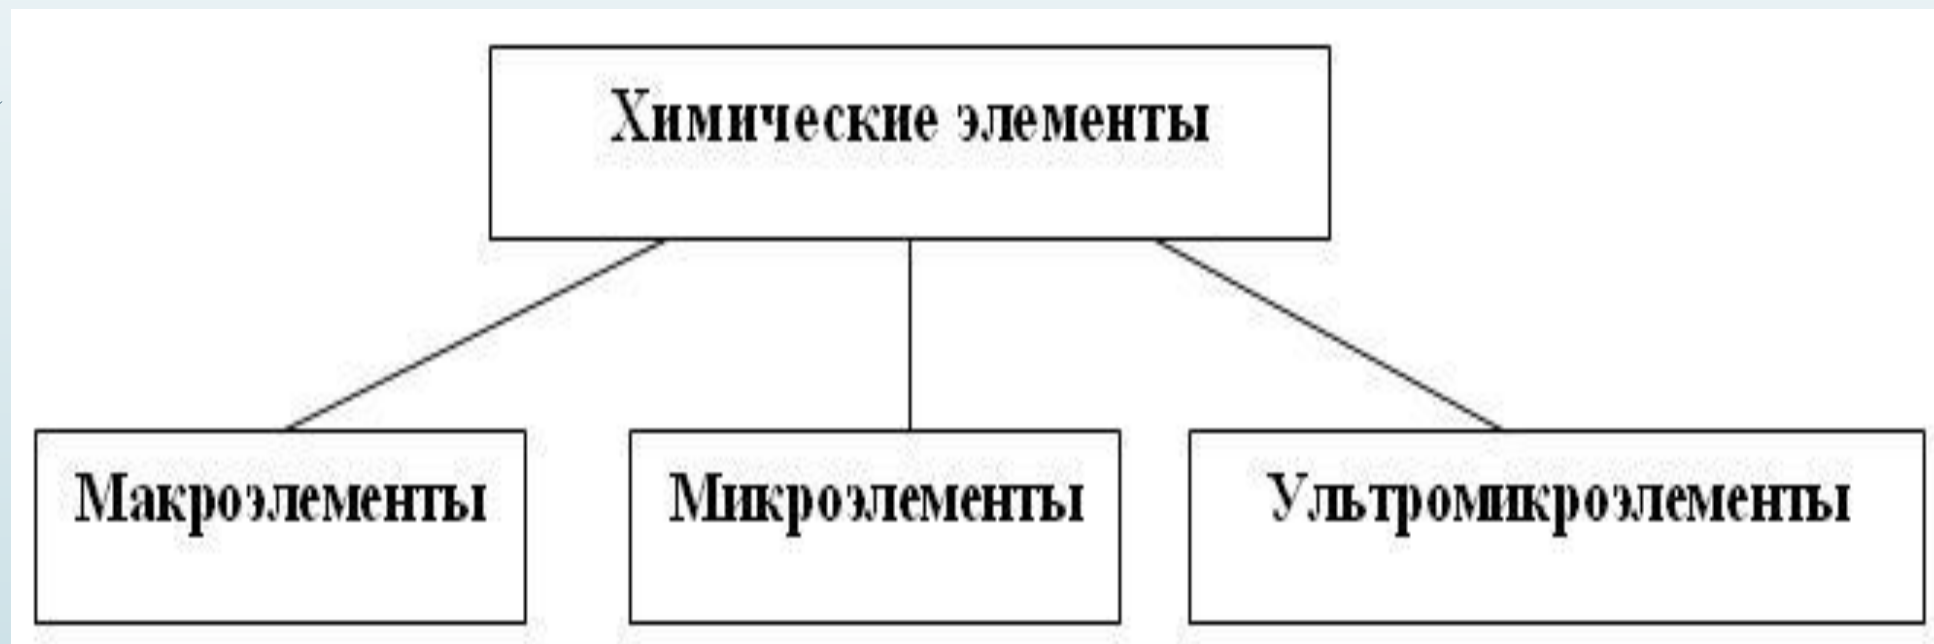 Химические элементы
Макроэлементы
Микроэлементы
Ультромикроэлементы